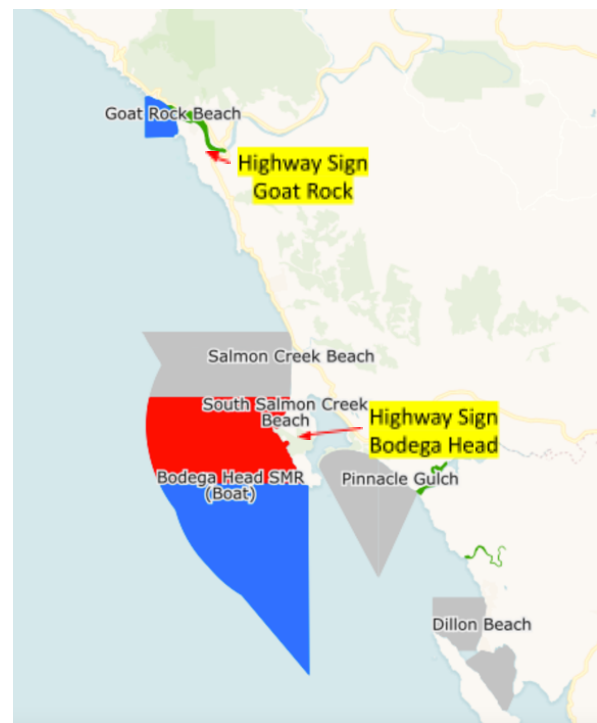 Goat Rock Beach
Highway Sign
Goat Rock
Salmon Creek Beach
South Salmon Creek
Beach
Highway Sign
Bodega Head
Bodega Head SMR
(Boat)
Pinnacle Gulch
Dillon Beach